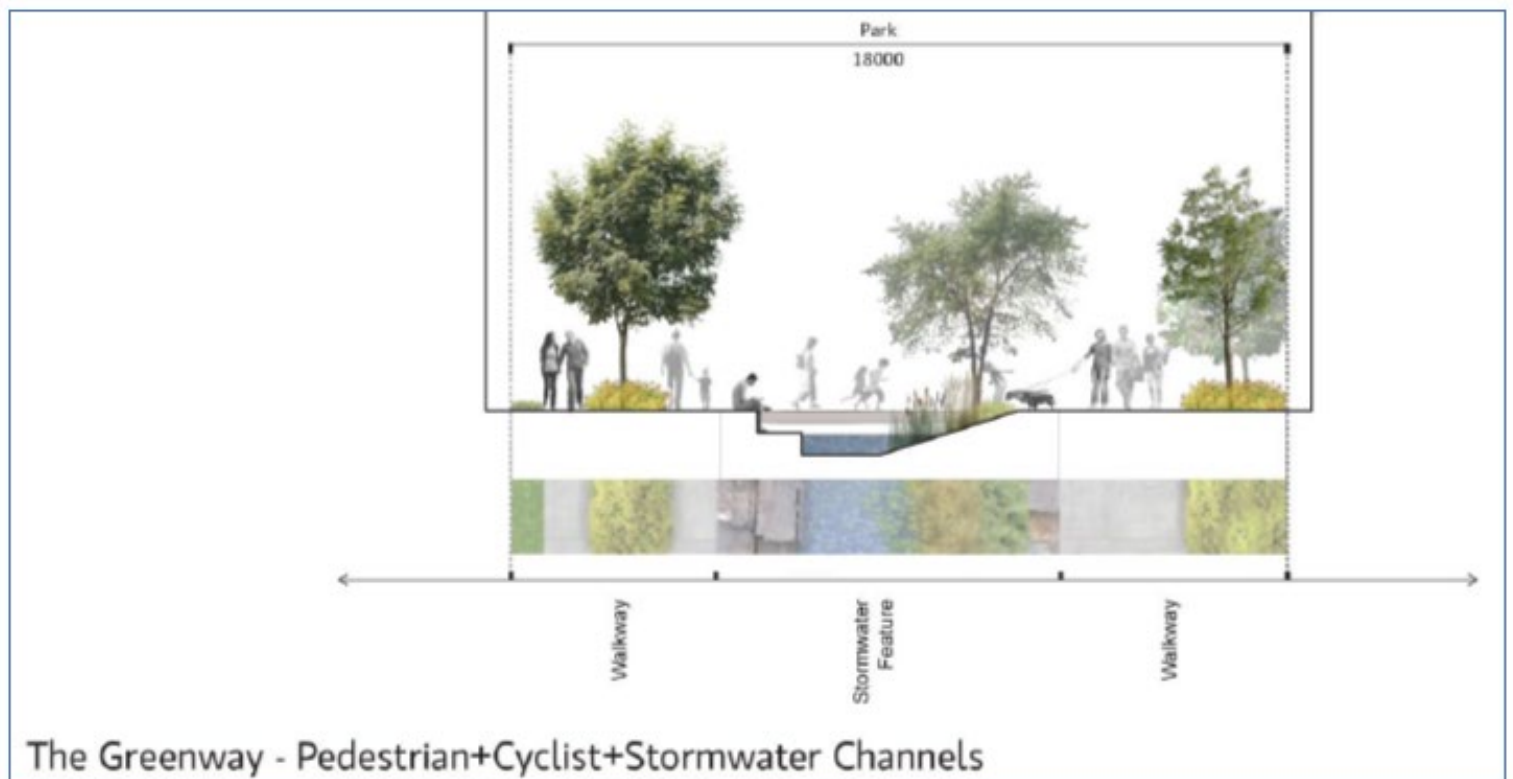 Park
18000
Walkway
Stormwater
Feature
Walkway
The Greenway - Pedestrian+Cyclist+Stormwater Channels